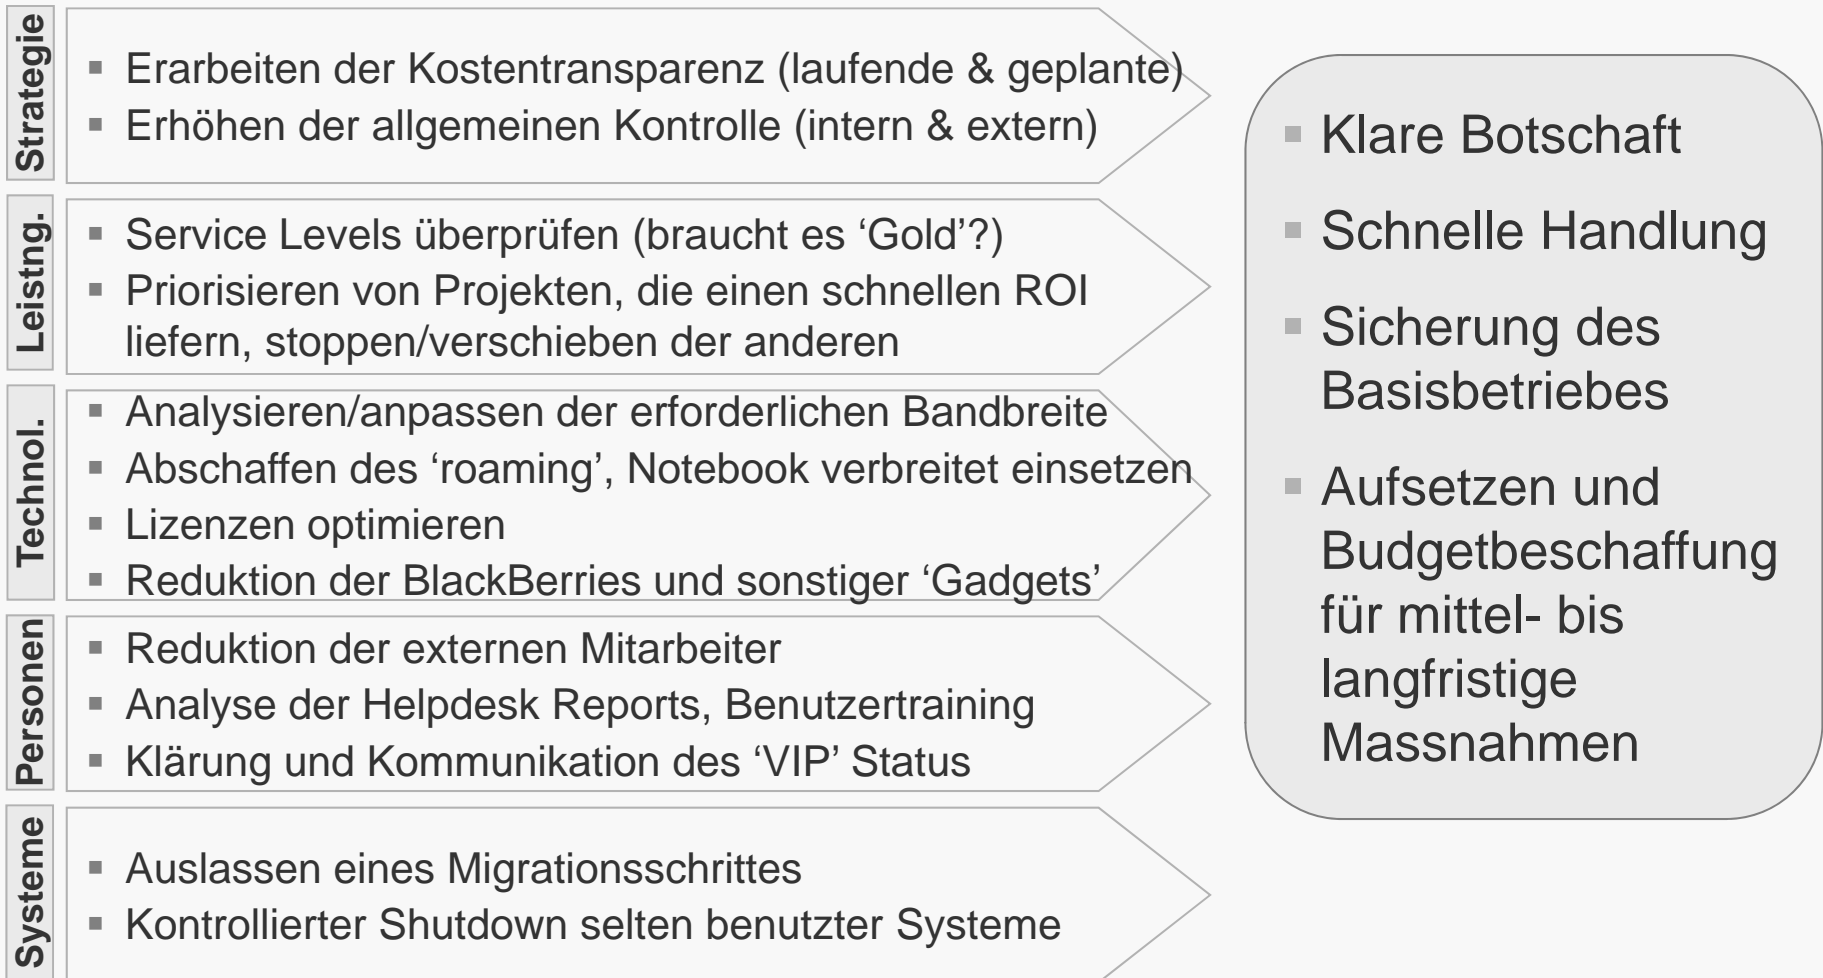 Strategie
▪ Erarbeiten der Kostentransparenz (laufende & geplante)
▪ Erhöhen der allgemeinen Kontrolle (intern & extern)
Leistng.
▪ Service Levels überprüfen (braucht es ‘Gold’?)
▪ Priorisieren von Projekten, die einen schnellen ROI
liefern, stoppen/verschieben der anderen
Technol.
▪ Analysieren/anpassen der erforderlichen Bandbreite
▪ Abschaffen des ‘roaming’, Notebook verbreitet einsetzen
▪ Lizenzen optimieren
▪ Reduktion der BlackBerries und sonstiger ‘Gadgets’
Personen
▪ Reduktion der externen Mitarbeiter
▪ Analyse der Helpdesk Reports, Benutzertraining
▪ Klärung und Kommunikation des ‘VIP’ Status
Systeme
▪ Auslassen eines Migrationsschrittes
▪ Kontrollierter Shutdown selten benutzter Systeme
▪ Klare Botschaft
▪ Schnelle Handlung
▪ Sicherung des
Basisbetriebes
▪ Aufsetzen und
Budgetbeschaffung
für mittel- bis
langfristige
Massnahmen